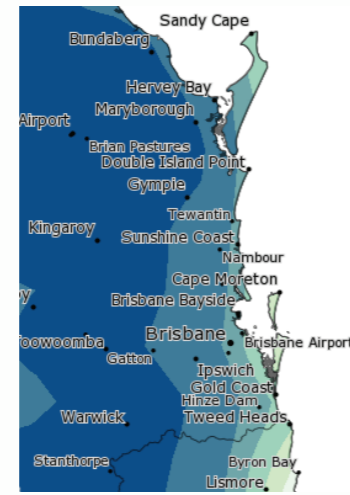 Sandy Cape
Bundaberg
Hervey Bay
Maryborough
Airport
Brian Pastures
Double Island Point
Gympie
Tewantin
Kingaroy
Sunshine Coast
Nambour
Cape Moreton
y
Brisbane Bayside
Brisbane
Brisbane Airport
Toowoomba
Gatton
Ipswich
Gold Coast
Hinze Dam
Warwick
Tweed Heads
Stanthorpe
Byron Bay
Lismore